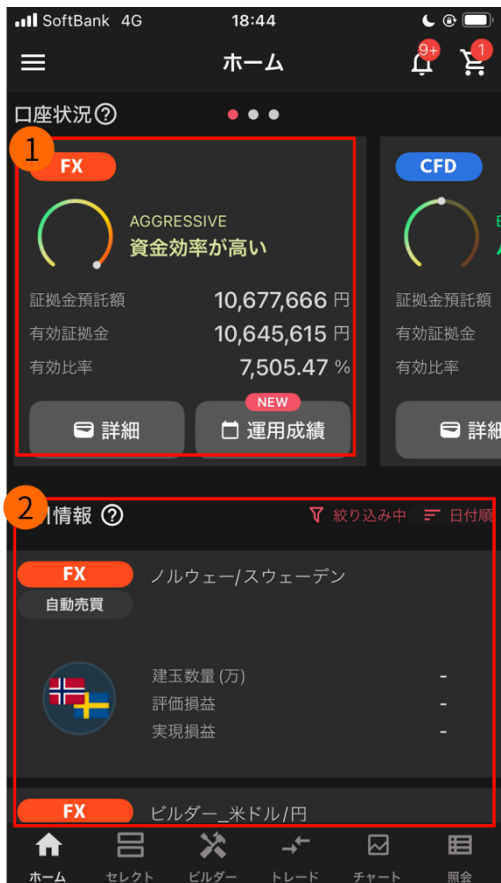 SoftBank 4G 18:44
ホーム 9+ 1
口座状況?
1
FX
CFD
AGGRESSIVE
資金効率が高い
証拠金預託額 10,677,666 円
証拠金預託額
有効証拠金 10,645,615 円
有効証拠金
有効比率 7,505.47 %
有効比率
NEW
詳細 運用成績
詳細
2
情報 ? 絞り込み中 日付順
FX ノルウェー/スウェーデン
自動売買
建玉数量(万) -
評価損益 -
実現損益 -
FX ビルダー_米ドル/円
ホーム セレクト ビルダー トレード チャート 照会